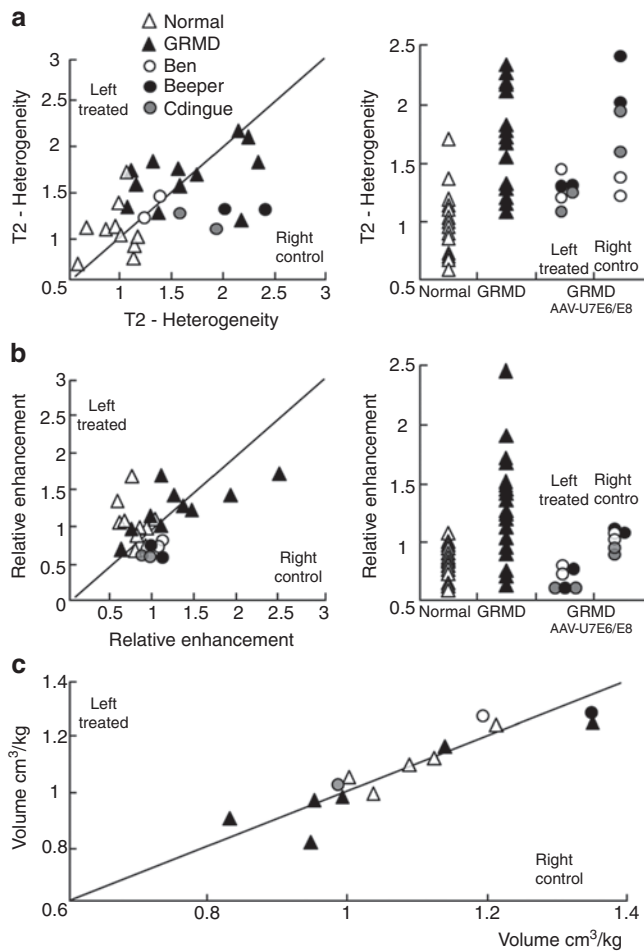 a
Normal
GRMD
Ben
Beeper
Cdingue
3
2.5
2
1.5
1
0.5
T2 - Heterogeneity
Left
treated
Right
control
1
1.5
2
2.5
3
T2 - Heterogeneity
2.5
2
1.5
1
0.5
T2 - Heterogeneity
Left
treated
Right
contro
Normal
GRMD
GRMD
AAV-U7E6/E8
b
3
2.5
2
1.5
1
0.5
0
Relative enhancement
Left
treated
Right
control
0.5
1
1.5
2
2.5
3
Relative enhancement
2.5
2
1.5
1
0.5
Relative enhancement
Left
treated
Right
contro
Normal
GRMD
GRMD
AAV-U7E6/E8
c
1.4
1.2
1
0.8
0.6
Volume cm³/kg
Left
treated
Right
control
0.8
1
1.2
1.4
Volume cm³/kg